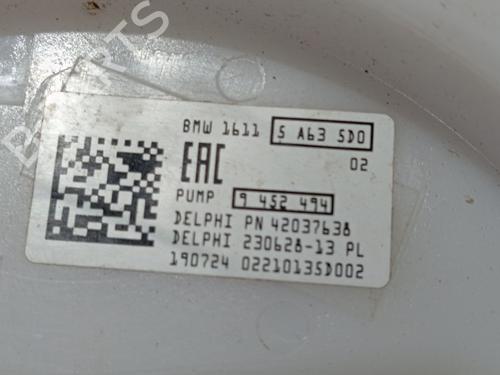 PARTS
BMW 1611 5 A63 5D0
02
EAC
PUMP 9 452 494
DELPHI PN 42037638
DELPHI 230628-13 PL
190724 02210135D002